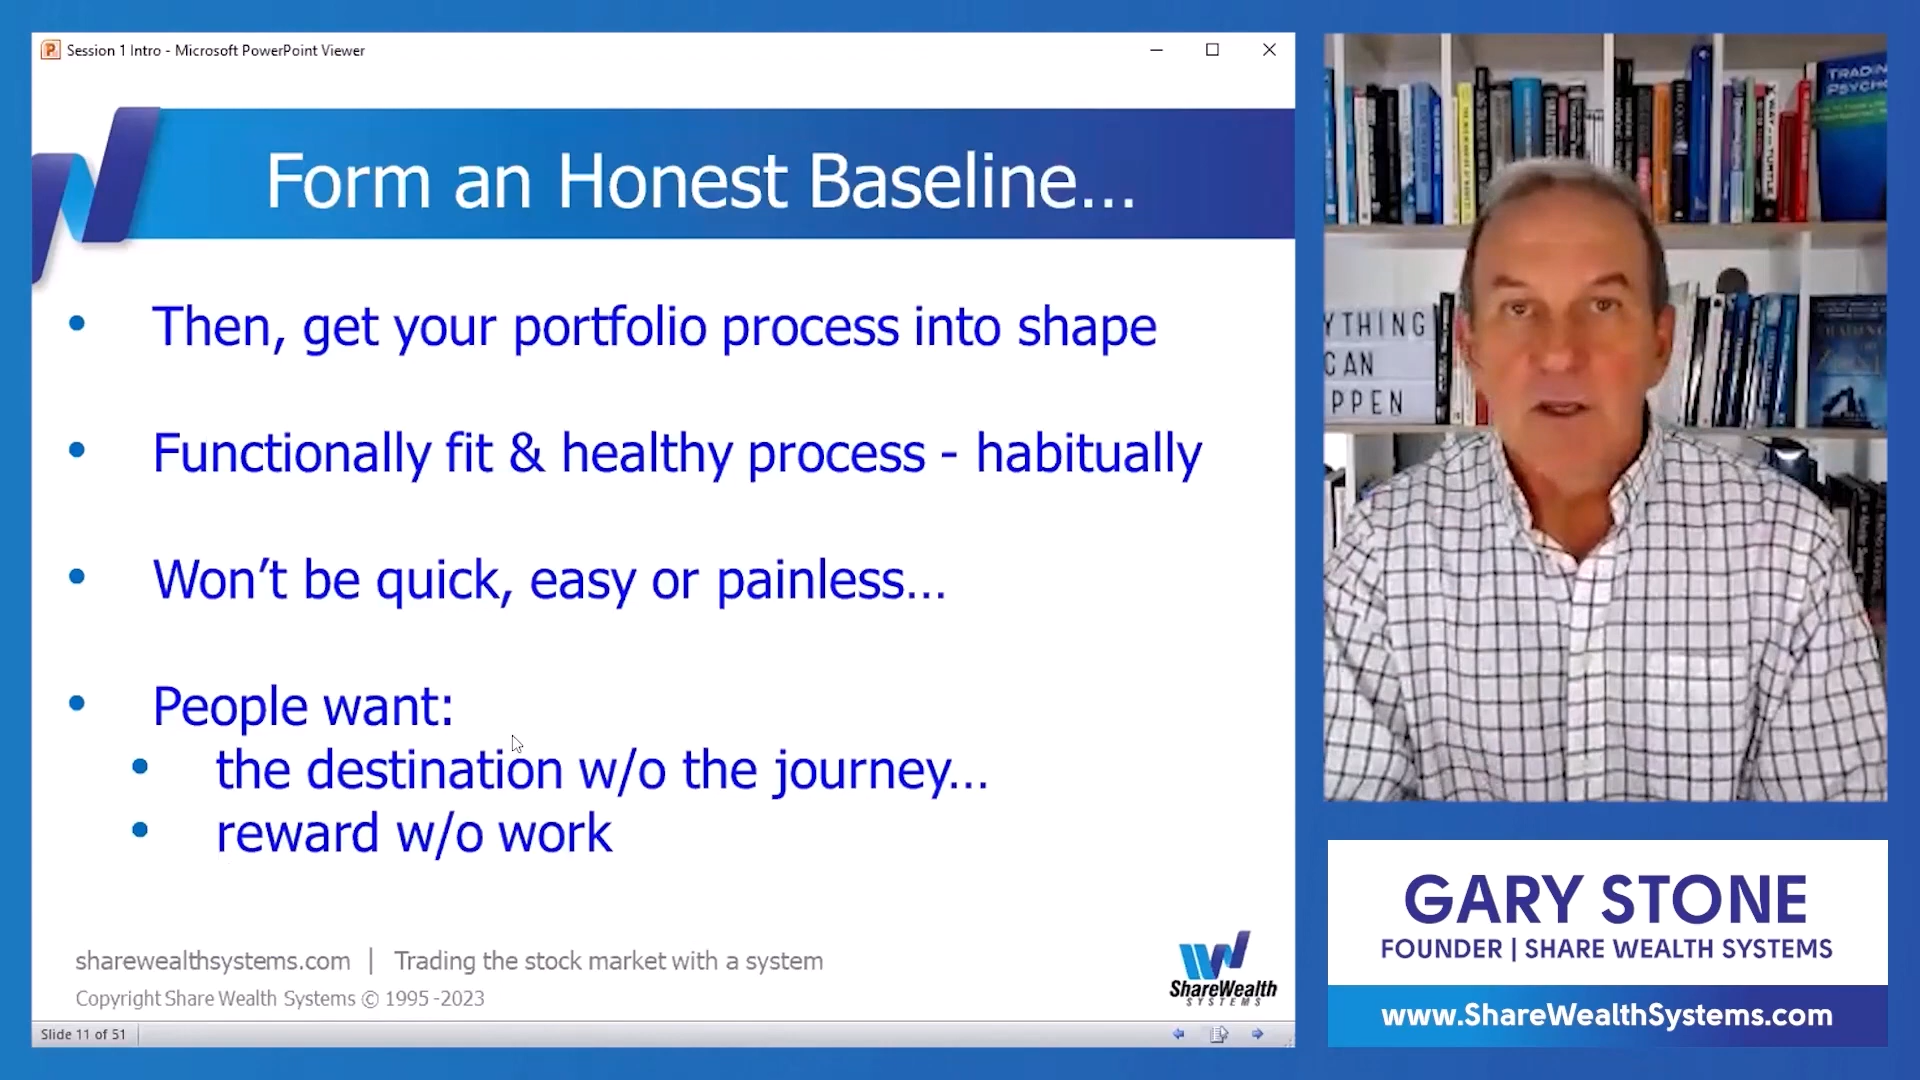 Session 1 Intro - Microsoft PowerPoint Viewer
Form an Honest Baseline...
Then, get your portfolio process into shape
Functionally fit & healthy process - habitually
Won't be quick, easy or painless...
People want:
the destination w/o the journey...
reward w/o work
sharewealthsystems.com | Trading the stock market with a system
Copyright Share Wealth Systems © 1995 -2023
ShareWealth
SYSTEMS
Slide 11 of 51
YTHING
CAN
PPEN
GARY STONE
FOUNDER | SHARE WEALTH SYSTEMS
www.ShareWealthSystems.com